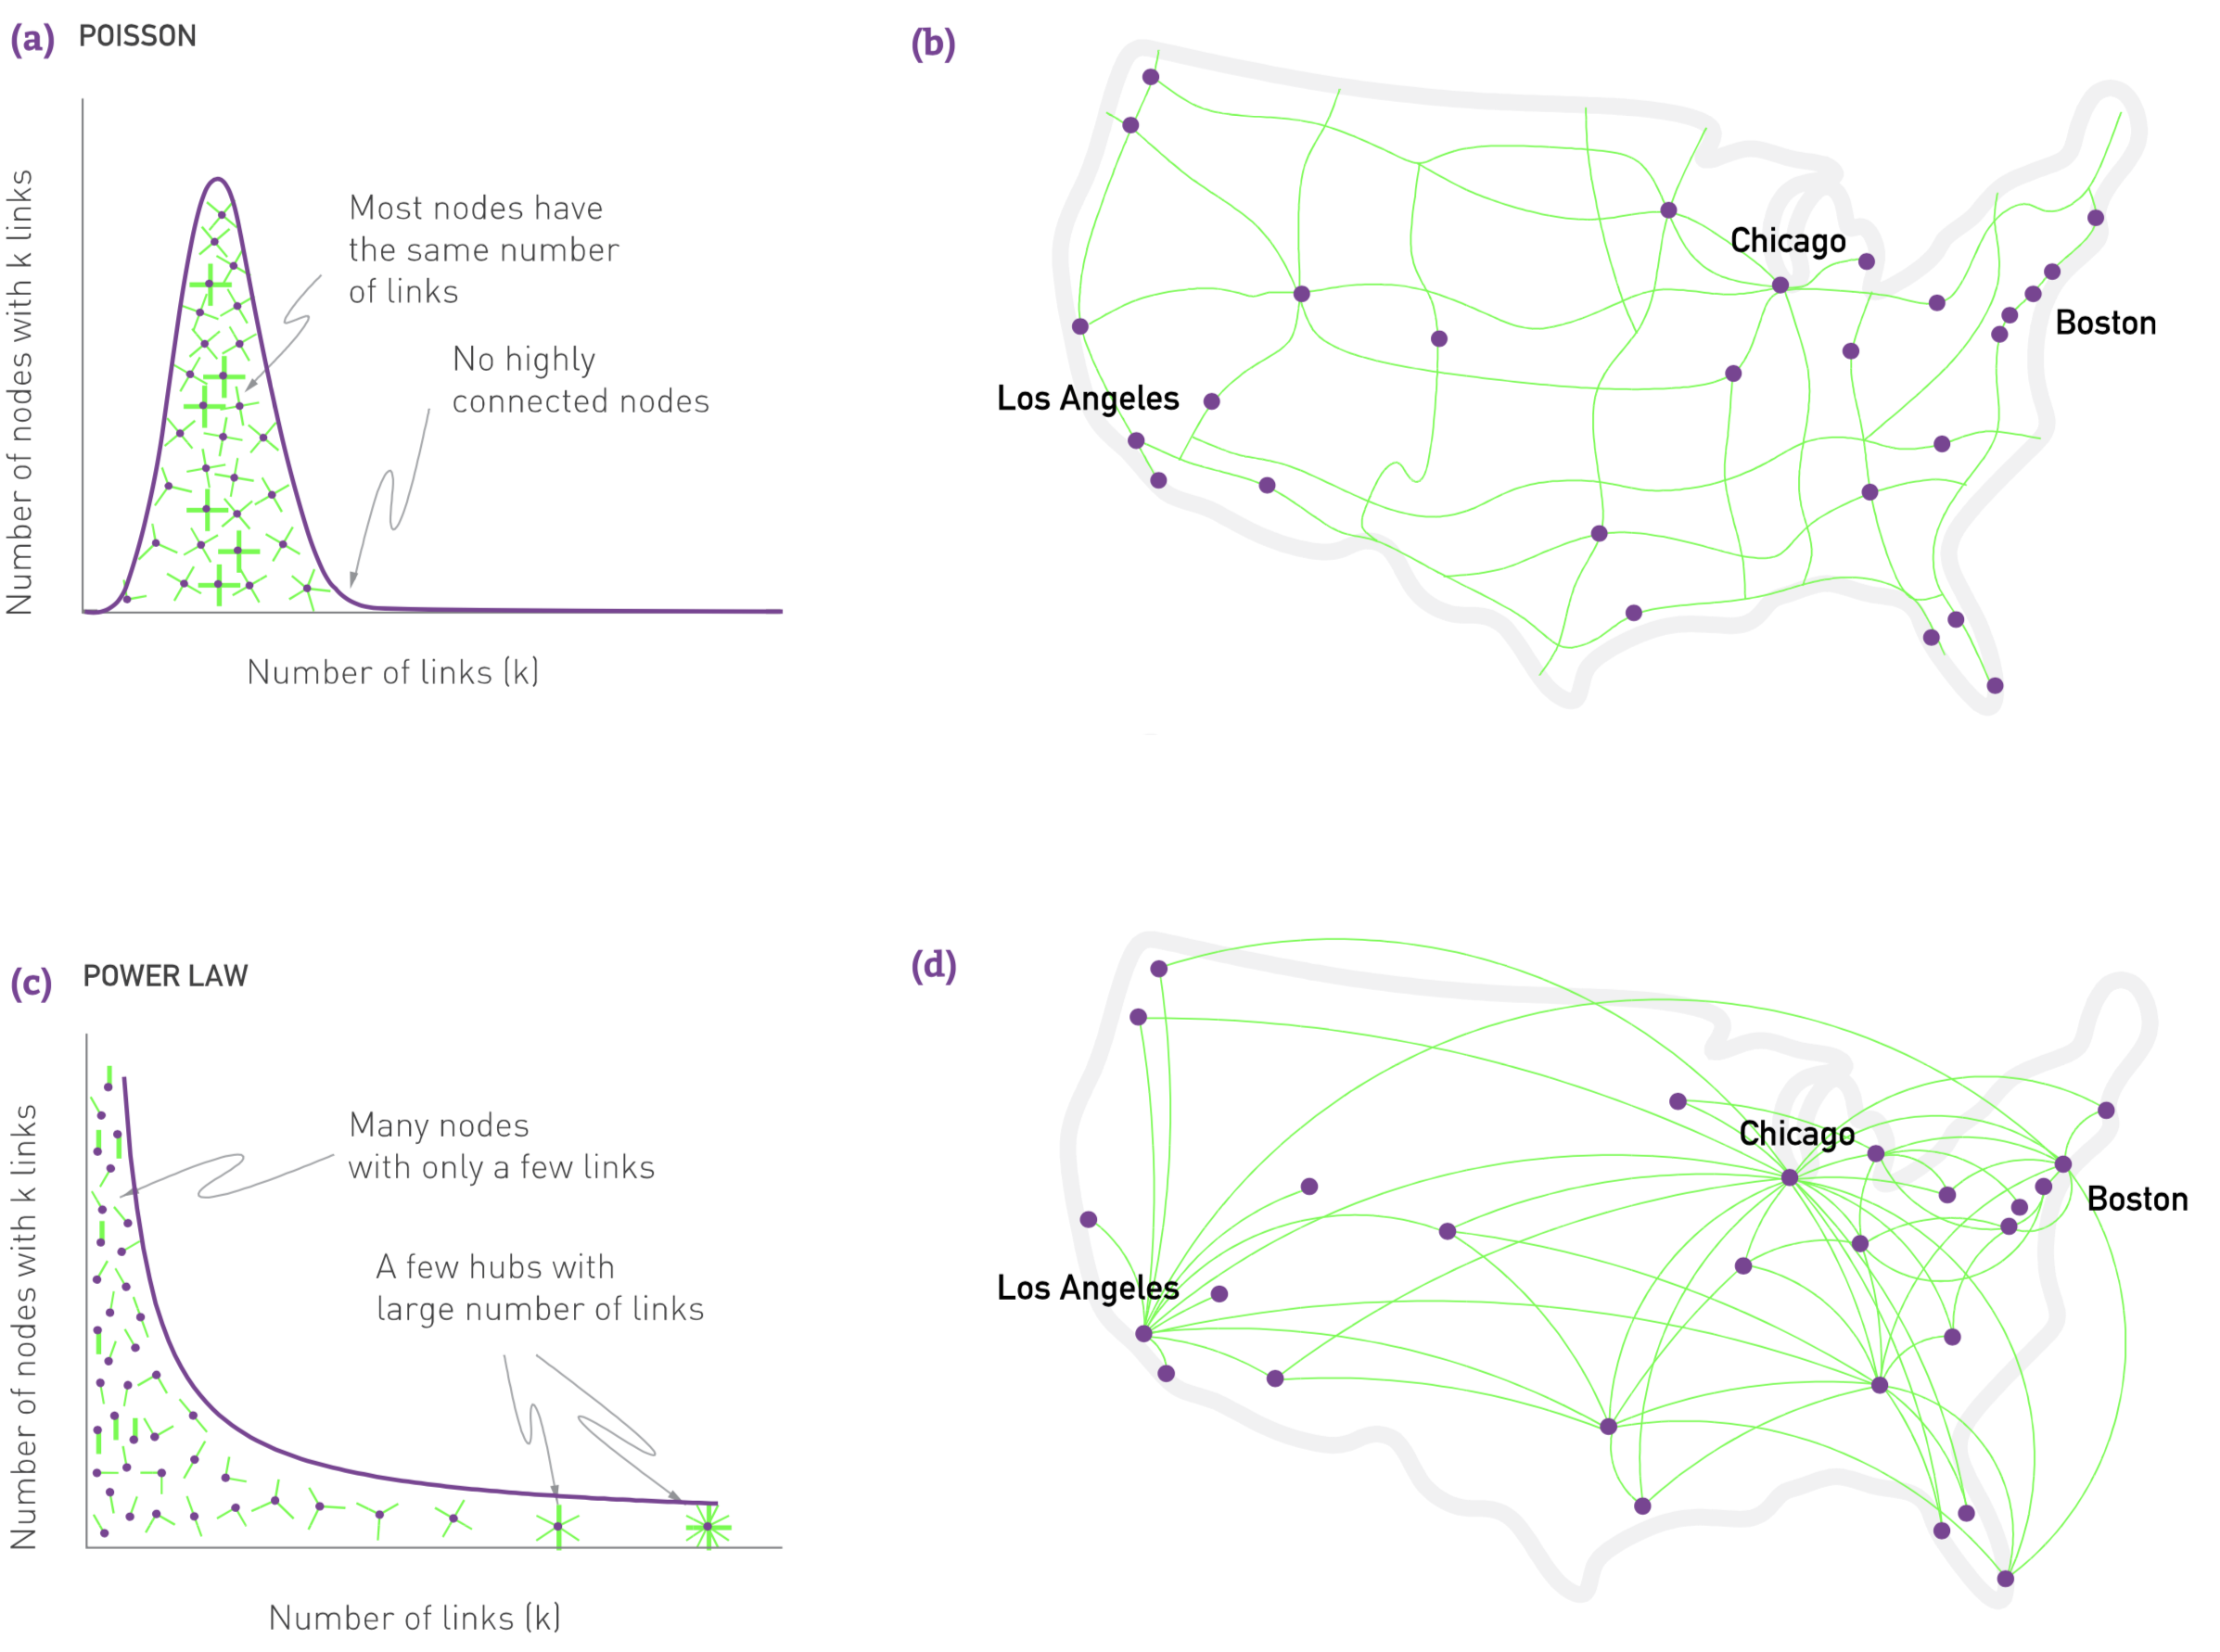 (a) POISSON
Number of nodes with k links
Most nodes have
the same number
of links
No highly
connected nodes
Number of links (k)
(b)
Chicago
Boston
Los Angeles
(c) POWER LAW
Number of nodes with k links
Many nodes
with only a few links
A few hubs with
large number of links
Number of links (k)
(d)
Chicago
Boston
Los Angeles